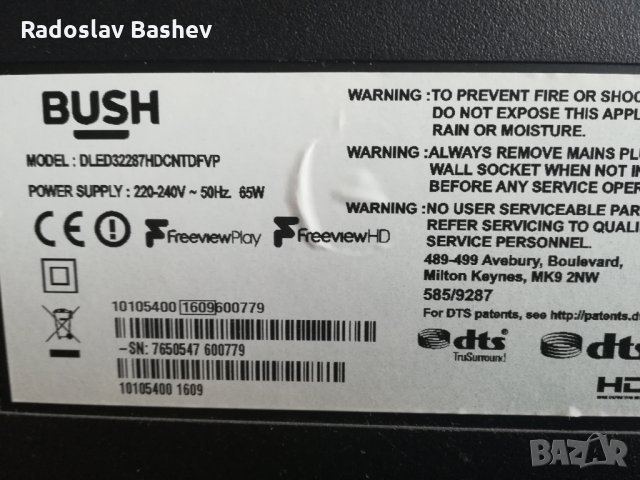 Radoslav Bashev
BUSH
MODEL : DLED32287HDCNTDFVP
POWER SUPPLY : 220-240V ~ 50Hz. 65W
FreeviewPlay FreeviewHD
10105400 1609600779
-SN: 7650547 600779
10105400 1609
WARNING :TO PREVENT FIRE OR SHOC
DO NOT EXPOSE THIS APPL
RAIN OR MOISTURE.
WARNING :ALWAYS REMOVE MAINS PLU
WALL SOCKET WHEN NOT IN
BEFORE ANY SERVICE OPER
WARNING :NO USER SERVICEABLE PAR
REFER SERVICING TO QUALI
SERVICE PERSONNEL.
489-499 Avebury, Boulevard,
Milton Keynes, MK9 2NW
585/9287
For DTS patents, see http://patents.dt
dts
TruSurround
dts
HD
BAZAR